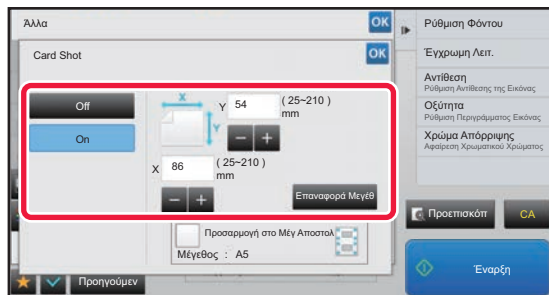 Άλλα
OK
Card Shot
OK
Off
On
X
Y
Y 54 ( 25~210 )
mm
X 86 ( 25~210 )
mm
Επαναφορά Μεγέθ
Προσαρμογή στο Μέγ Αποστολ
Μέγεθος : A5
Προηγούμεν
Ρύθμιση Φόντου
Έγχρωμη Λειτ.
Αντίθεση
Ρύθμιση Αντίθεσης της Εικόνας
Οξύτητα
Ρύθμιση Περιγράμματος Εικόνας
Χρώμα Απόρριψης
Αφαίρεση Χρωματικού Χρώματος
Προεπισκόπ
CA
Έναρξη